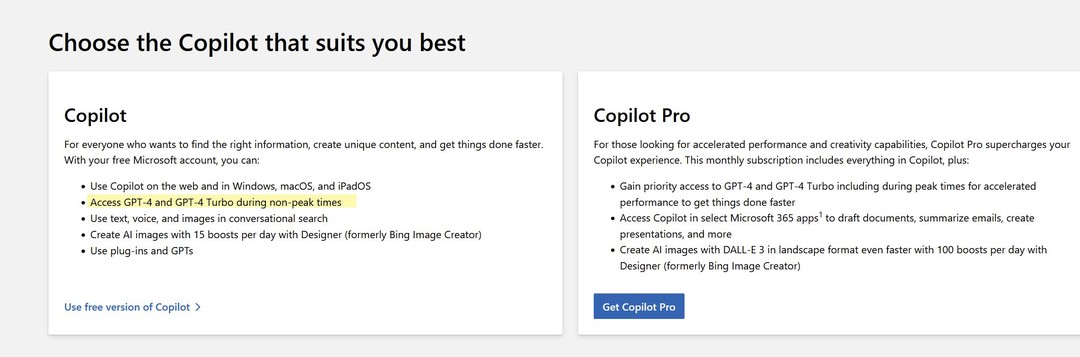 Choose the Copilot that suits you best
Copilot
For everyone who wants to find the right information, create unique content, and get things done faster.
With your free Microsoft account, you can:
• Use Copilot on the web and in Windows, macOS, and iPadOS
• Access GPT-4 and GPT-4 Turbo during non-peak times
• Use text, voice, and images in conversational search
• Create AI images with 15 boosts per day with Designer (formerly Bing Image Creator)
• Use plug-ins and GPTs
Use free version of Copilot >
Copilot Pro
For those looking for accelerated performance and creativity capabilities, Copilot Pro supercharges your
Copilot experience. This monthly subscription includes everything in Copilot, plus:
• Gain priority access to GPT-4 and GPT-4 Turbo including during peak times for accelerated
performance to get things done faster
• Access Copilot in select Microsoft 365 apps¹ to draft documents, summarize emails, create
presentations, and more
• Create AI images with DALL-E 3 in landscape format even faster with 100 boosts per day with
Designer (formerly Bing Image Creator)
Get Copilot Pro